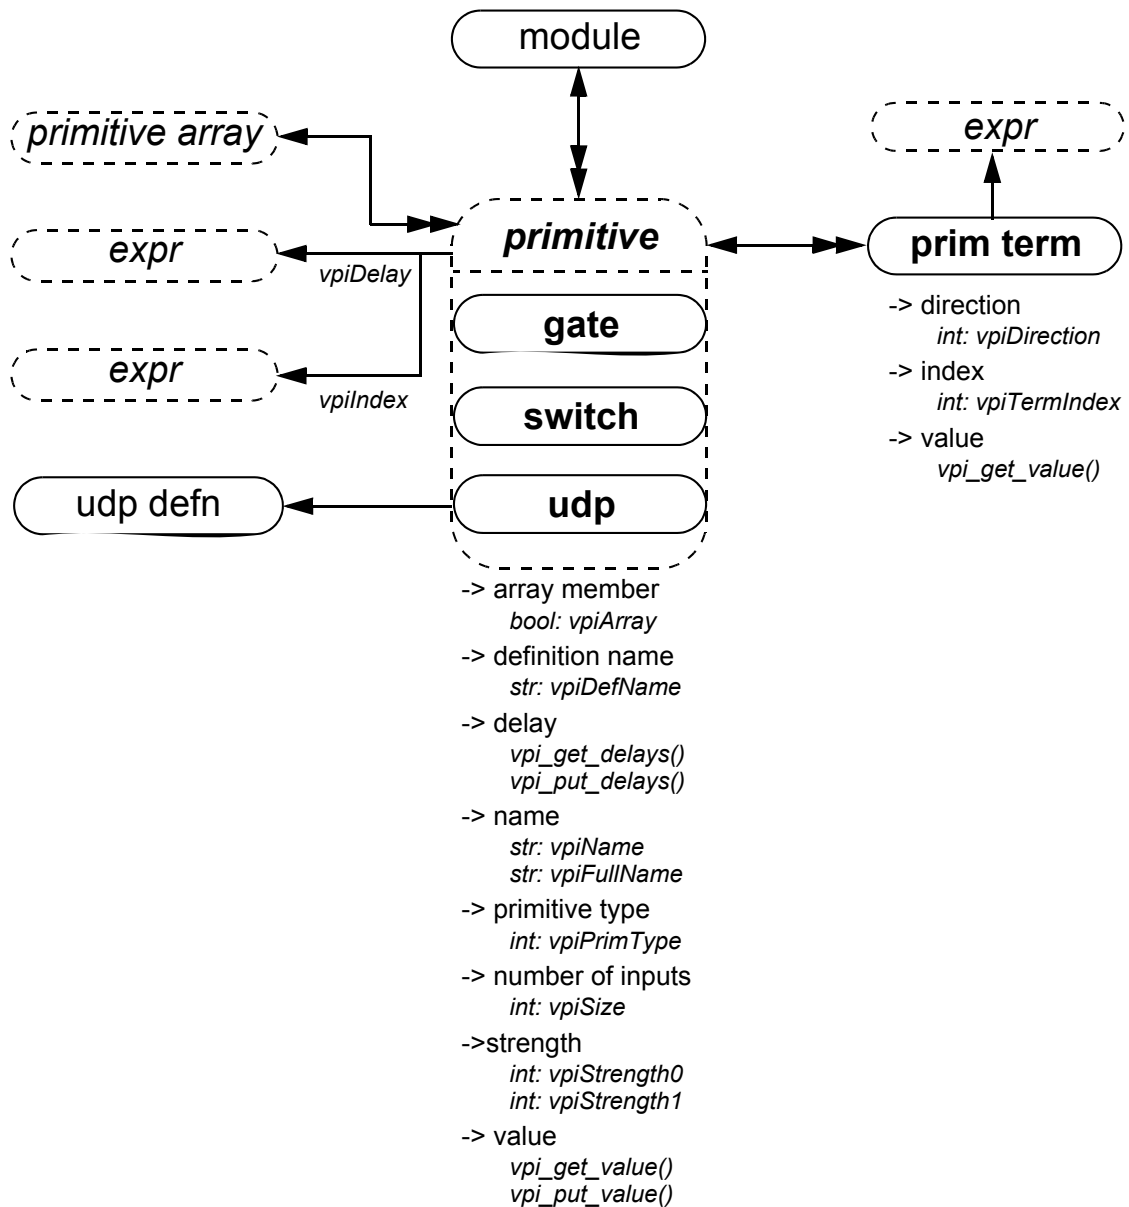 module
primitive array
expr
primitive
expr
vpiDelay
prim term
gate
-> direction
int: vpiDirection
-> index
int: vpiTermIndex
-> value
vpi_get_value()
expr
vpiIndex
switch
udp defn
udp
-> array member
bool: vpiArray
-> definition name
str: vpiDefName
-> delay
vpi_get_delays()
vpi_put_delays()
-> name
str: vpiName
str: vpiFullName
-> primitive type
int: vpiPrimType
-> number of inputs
int: vpiSize
->strength
int: vpiStrength0
int: vpiStrength1
-> value
vpi_get_value()
vpi_put_value()